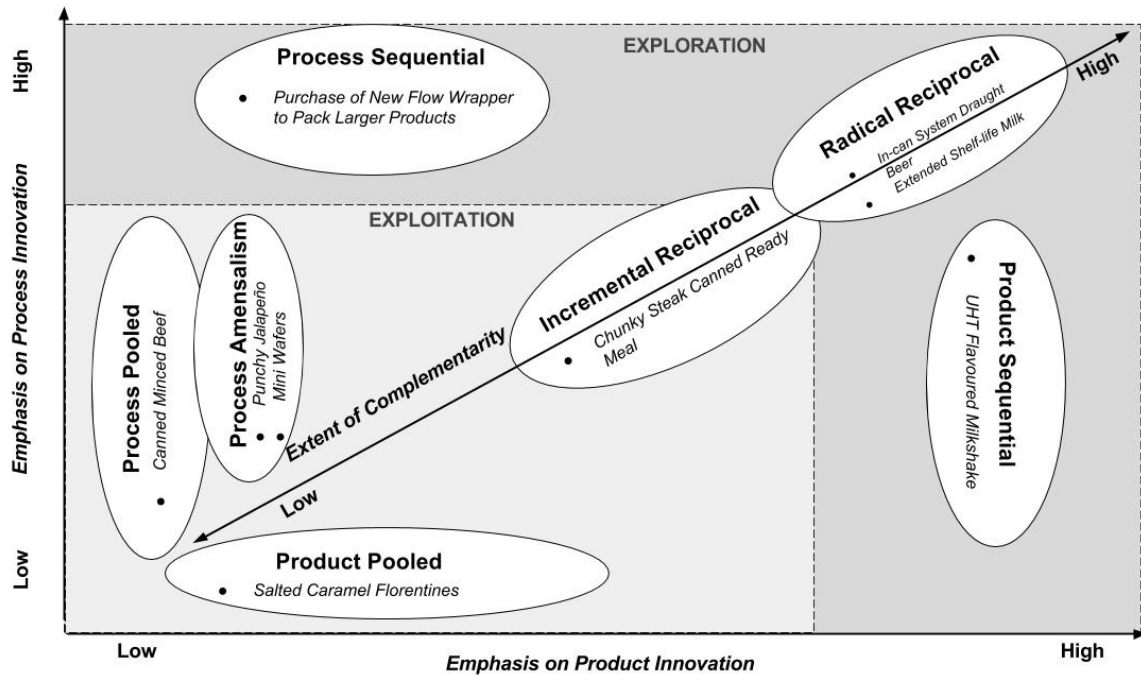 High
Emphasis on Process Innovation
Low
EXPLORATION
Process Sequential
• Purchase of New Flow Wrapper
to Pack Larger Products
High
Radical Reciprocal
• In-can System Draught
Beer
• Extended Shelf-life Milk
EXPLOITATION
Process Pooled
• Canned Minced Beef
Process Amensalism
• Punchy Jalapeño
• Mini Wafers
Incremental Reciprocal
• Chunky Steak Canned Ready
Meal
Product Sequential
• UHT Flavoured Milkshake
Extent of Complementarity
Low
Product Pooled
• Salted Caramel Florentines
Low
Emphasis on Product Innovation
High